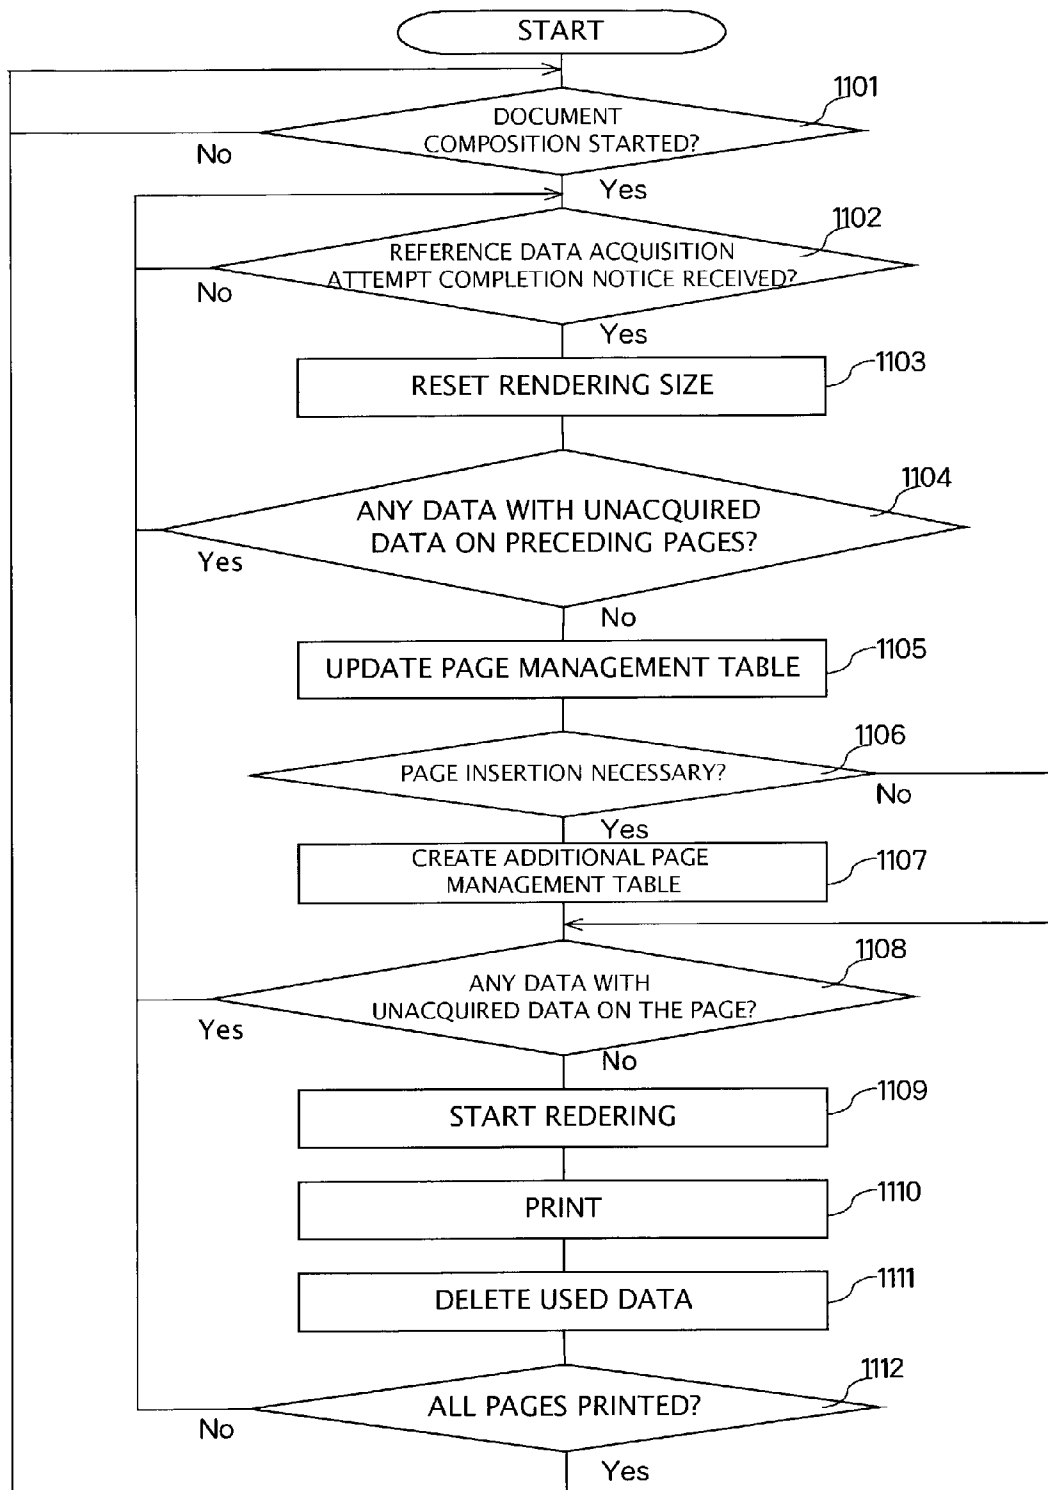 START
1101
DOCUMENT
COMPOSITION STARTED?
No
Yes
1102
REFERENCE DATA ACQUISITION
ATTEMPT COMPLETION NOTICE RECEIVED?
No
Yes
RESET RENDERING SIZE
1103
1104
ANY DATA WITH UNACQUIRED
DATA ON PRECEDING PAGES?
Yes
No
UPDATE PAGE MANAGEMENT TABLE
1105
1106
PAGE INSERTION NECESSARY?
No
Yes
CREATE ADDITIONAL PAGE
MANAGEMENT TABLE
1107
1108
ANY DATA WITH
UNACQUIRED DATA ON THE PAGE?
Yes
No
START REDERING
1109
PRINT
1110
DELETE USED DATA
1111
1112
ALL PAGES PRINTED?
No
Yes